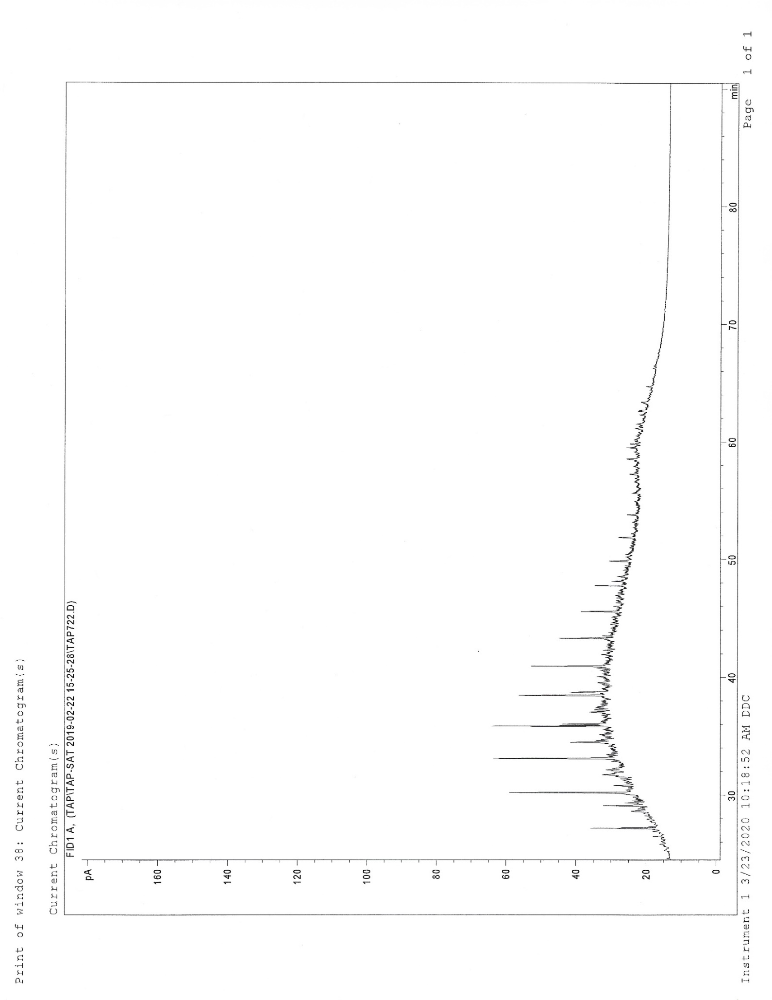 Print of window 38: Current Chromatogram(s)
Current Chromatogram(s)
FID1 A, (TAP\TAP-SAT 2019-02-22 15-25-28\TAP722.D)
pA
160
140
120
100
80
60
40
20
0
30
40
50
60
70
80
min
Instrument 1 3/23/2020 10:18:52 AM DDC
Page 1 of 1